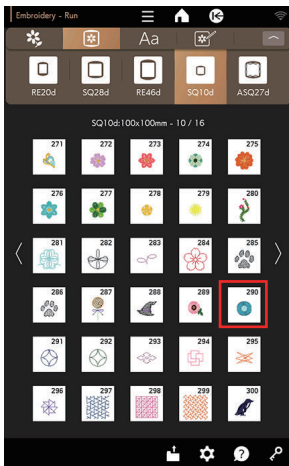 Embroidery - Run
Aa
RE20d SQ28d RE46d SQ10d ASQ27d
SQ10d:100x100mm - 10 / 16
271 272 273 274 275
276 277 278 279 280
281 282 283 284 285
286 287 288 289 290
291 292 293 294 295
296 297 298 299 300
?